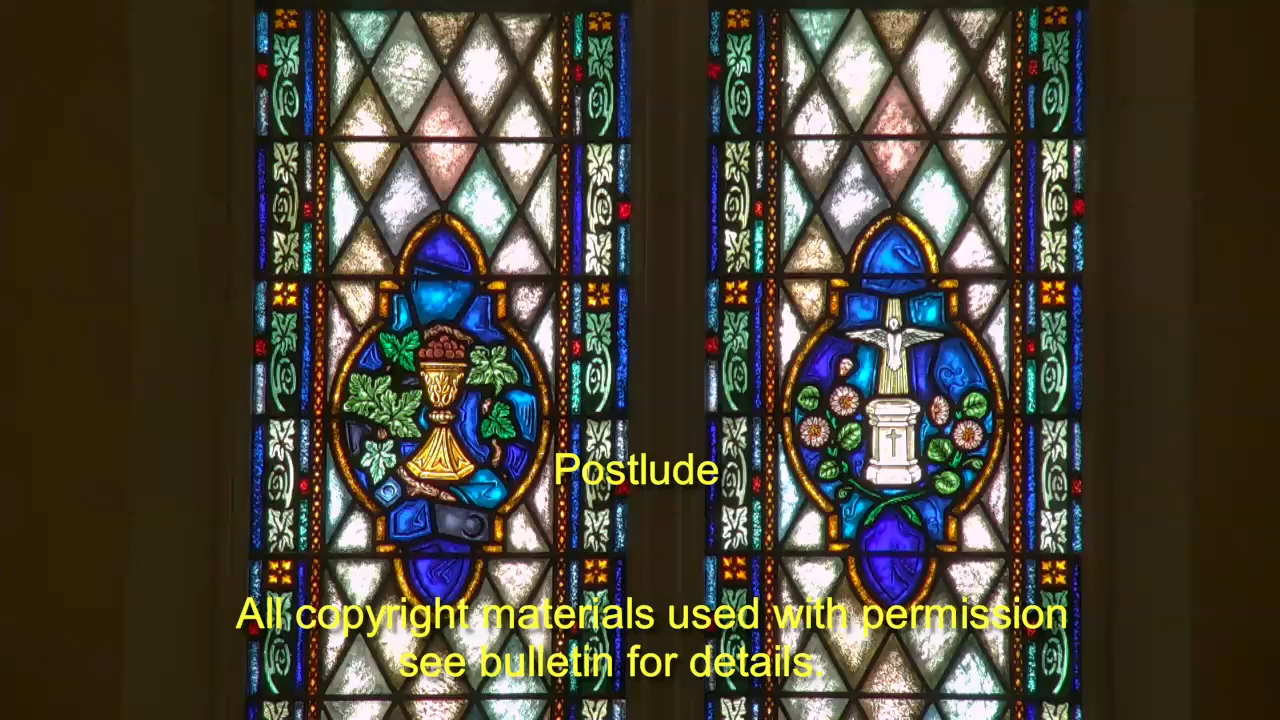 Postlude
All copyright materials used with permission
see bulletin for details.